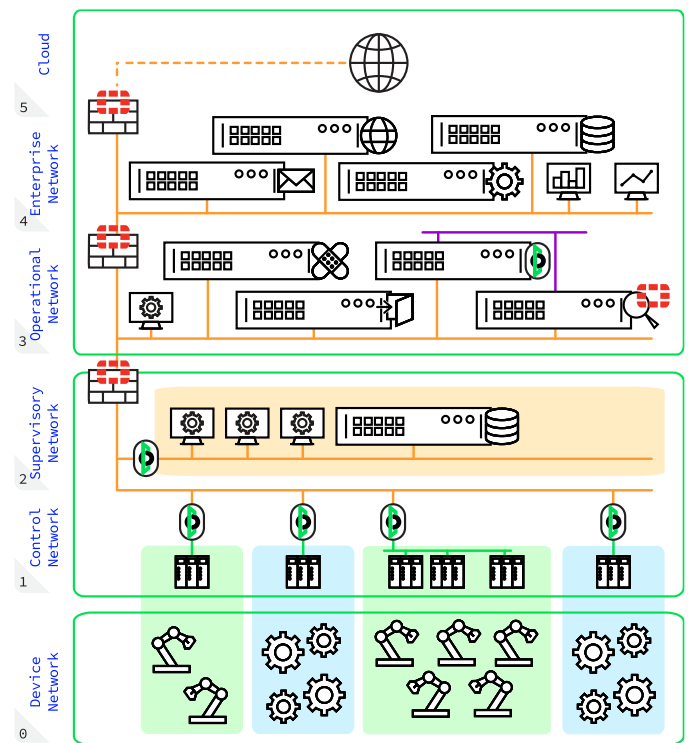 Cloud
5
Enterprise
Network
4
Operational
Network
3
Supervisory
Network
2
Control
Network
1
Device
Network
0